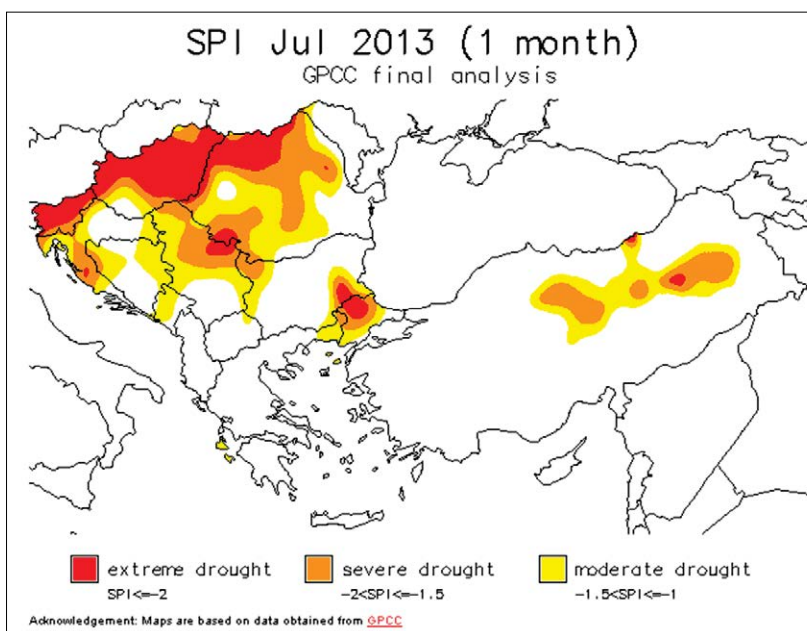 SPI Jul 2013 (1 month)
GPCC final analysis
extreme drought severe drought moderate drought
SPI<=-2 -2<SPI<=-1.5 -1.5<SPI<=-1
Acknowledgement: Maps are based on data obtained from GPCC